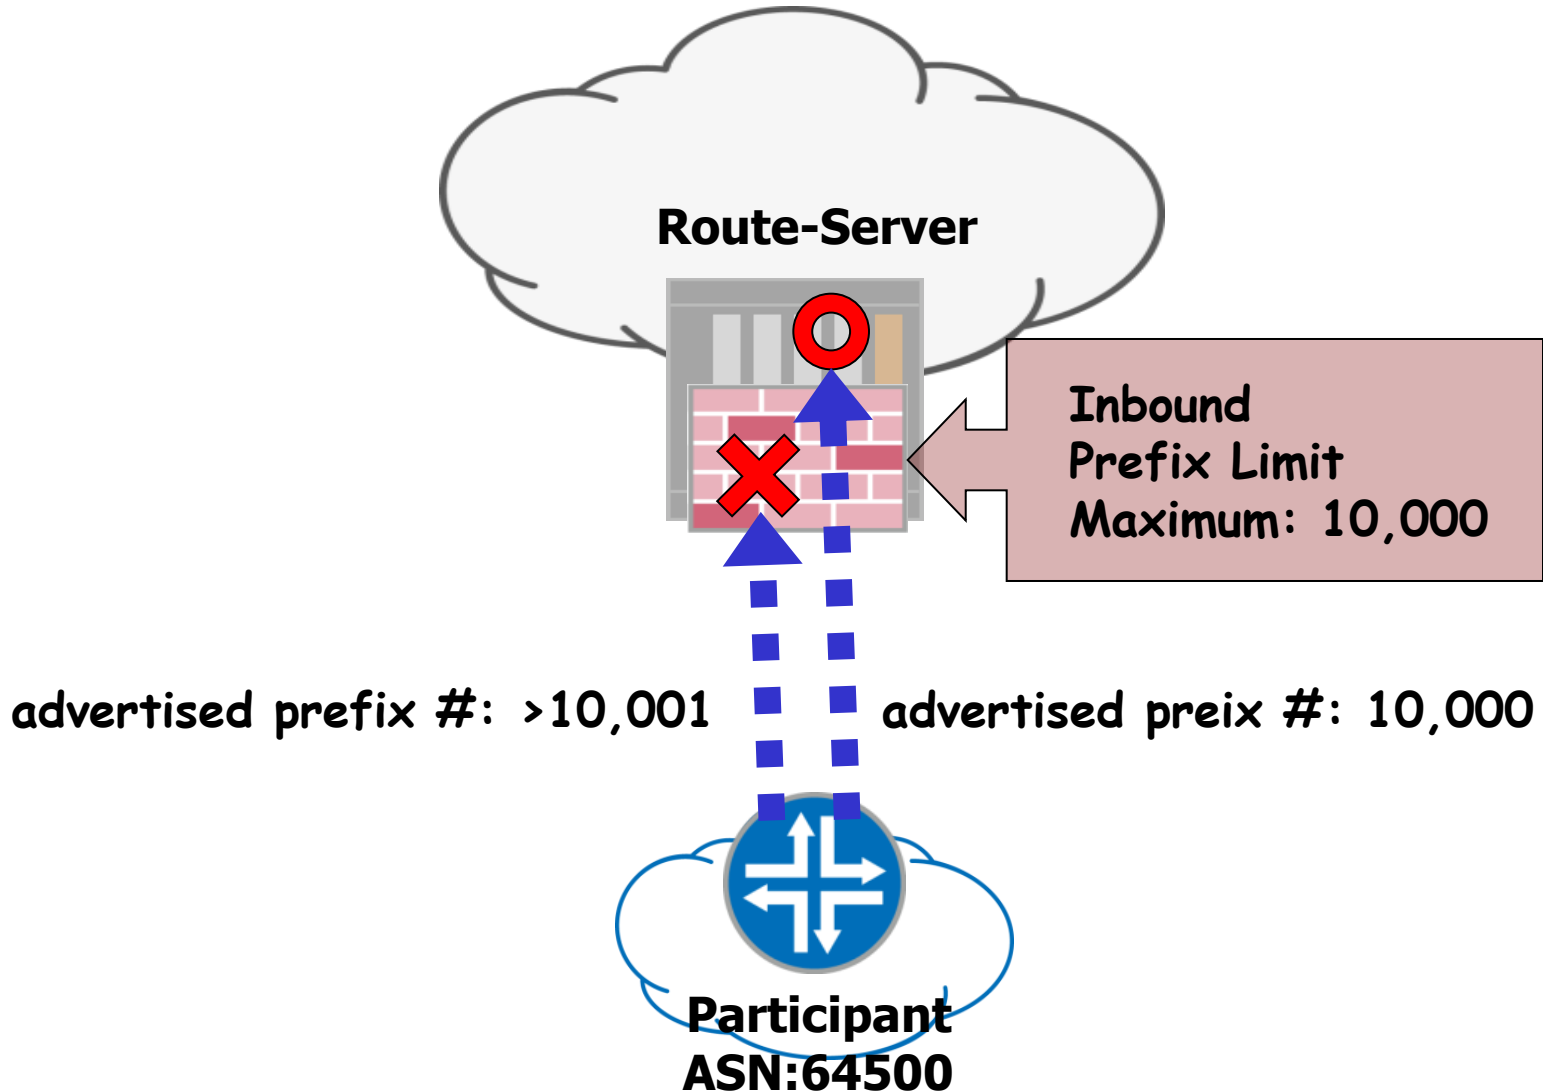 Route-Server
Inbound
Prefix Limit
Maximum: 10,000
advertised prefix #: >10,001
advertised preix #: 10,000
Participant
ASN:64500